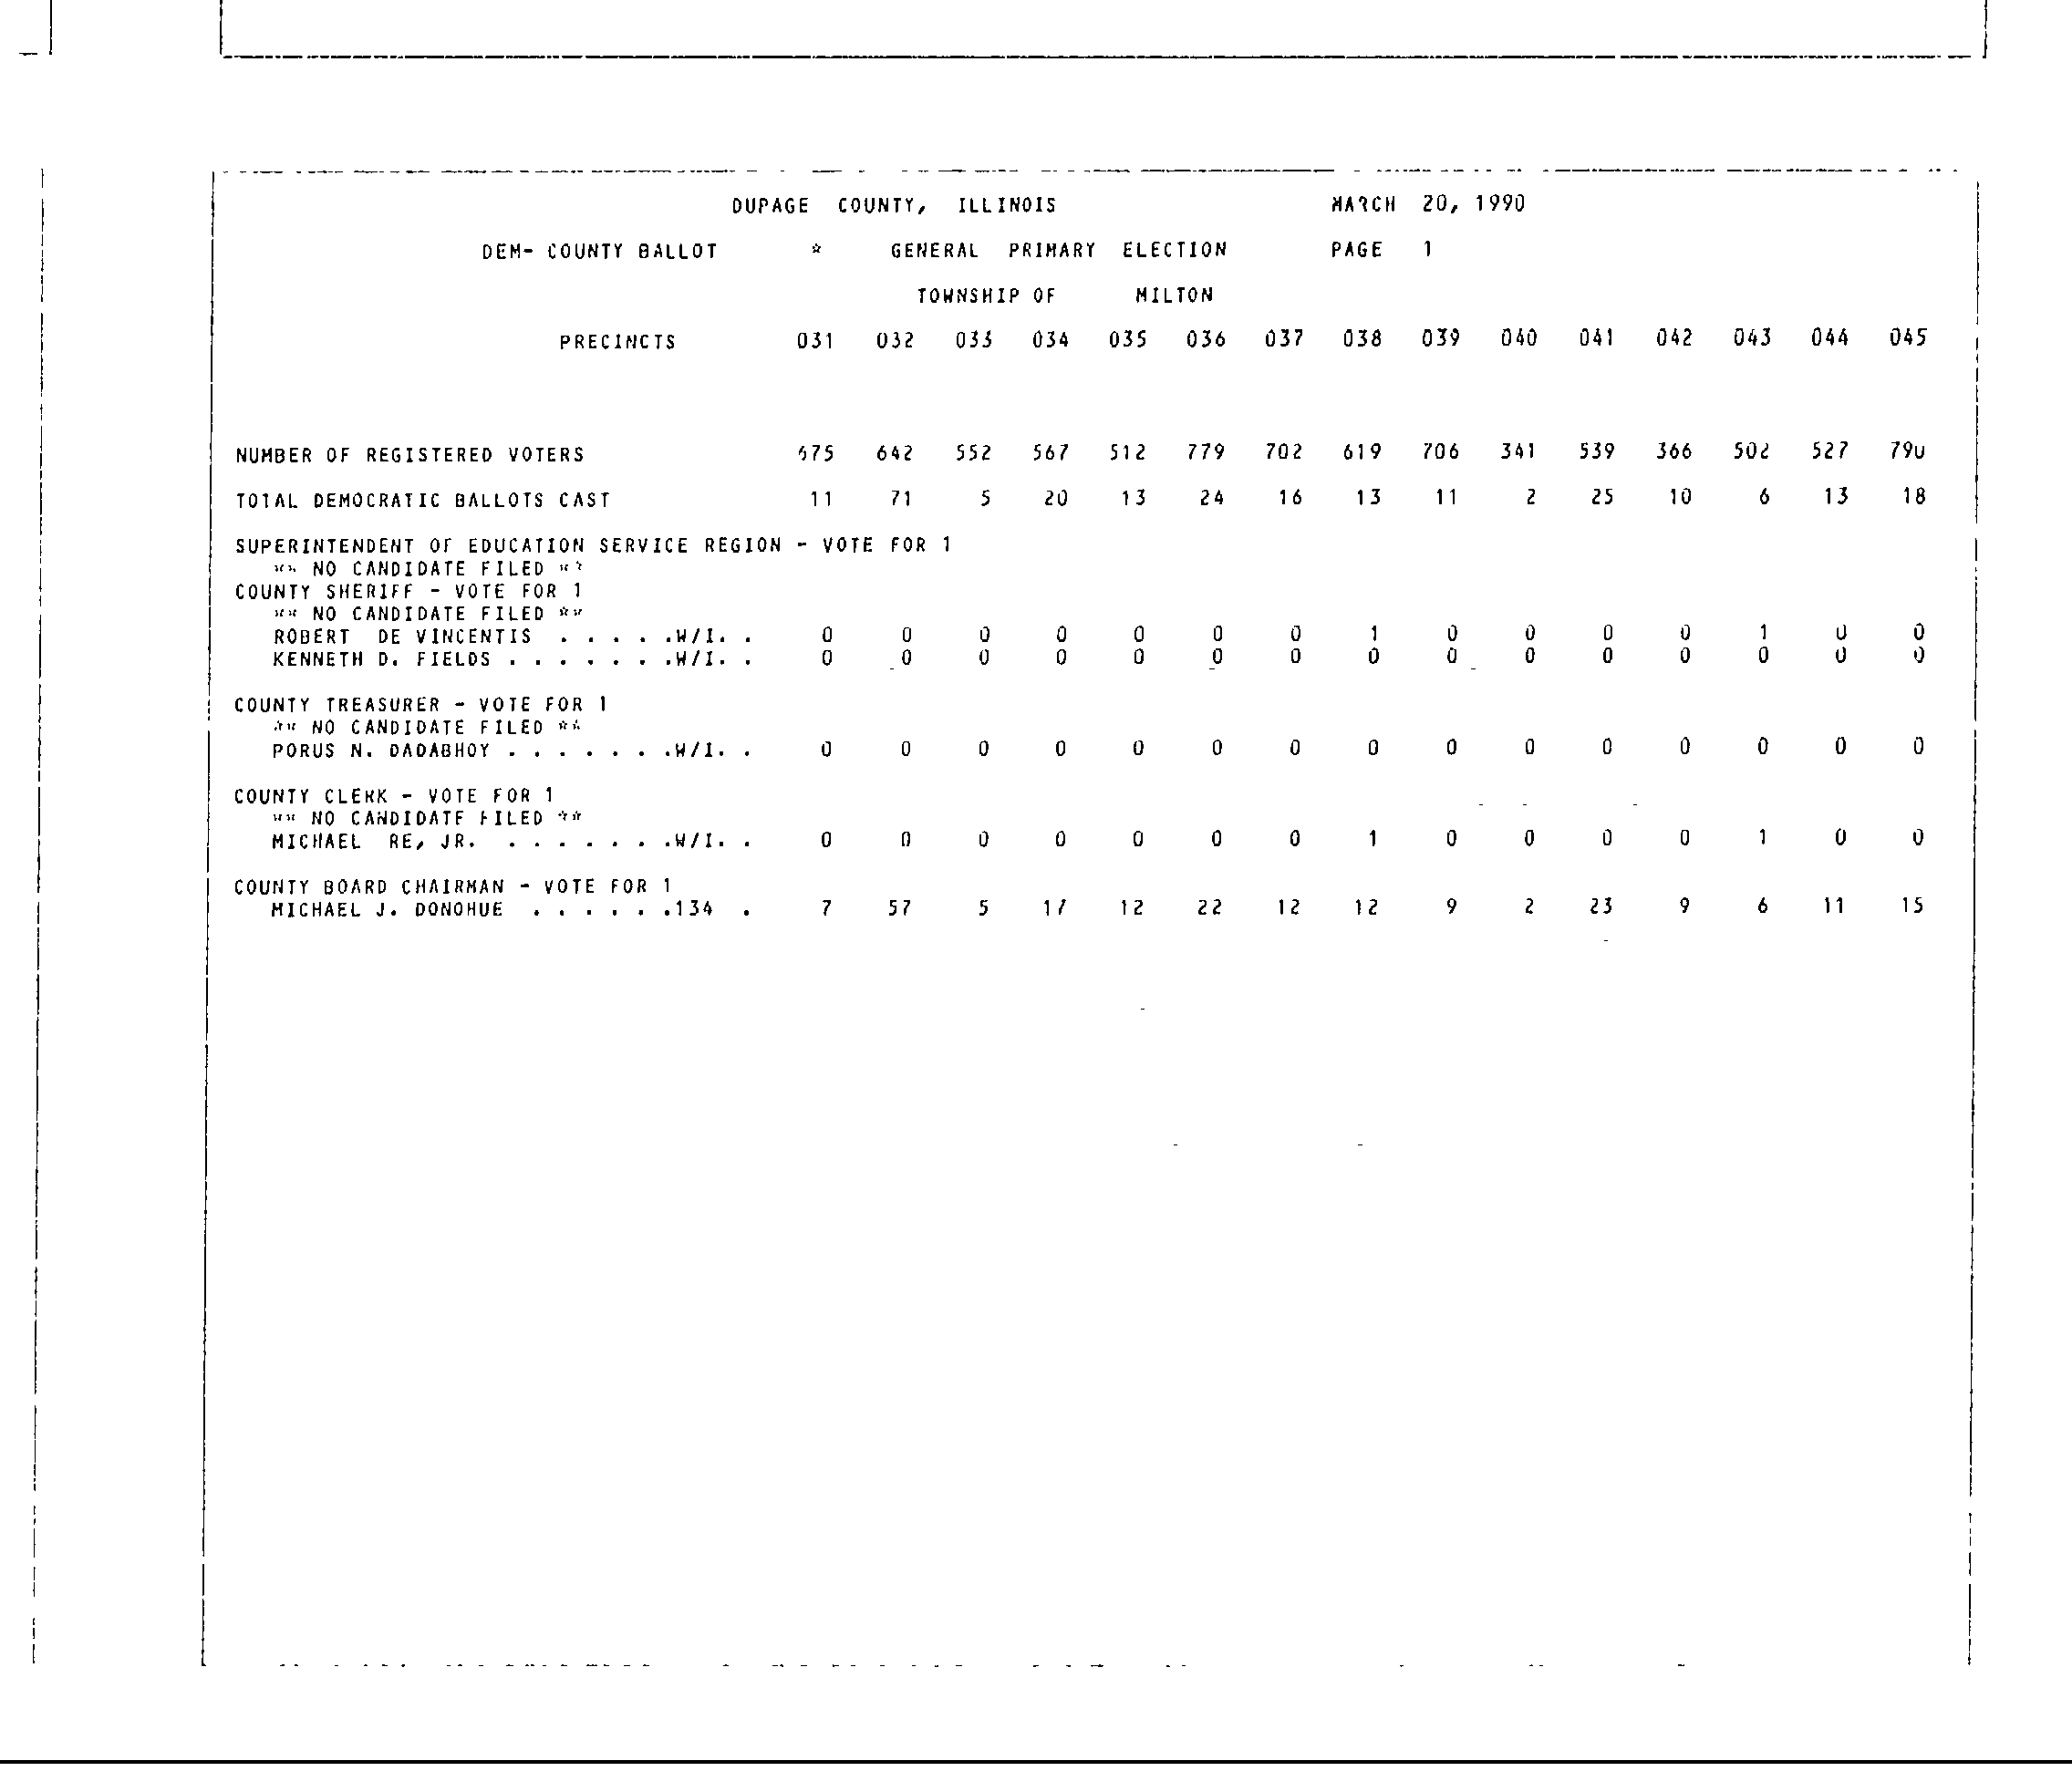 DUPAGE COUNTY, ILLINOIS MARCH 20, 1990
DEM- COUNTY BALLOT * GENERAL PRIMARY ELECTION PAGE 1
TOWNSHIP OF MILTON
PRECINCTS 031 032 033 034 035 036 037 038 039 040 041 042 043 044 045
NUMBER OF REGISTERED VOTERS 675 642 552 567 512 779 702 619 706 341 539 366 502 527 790
TOTAL DEMOCRATIC BALLOTS CAST 11 71 5 20 13 24 16 13 11 2 25 10 6 13 18
SUPERINTENDENT OF EDUCATION SERVICE REGION - VOTE FOR 1
** NO CANDIDATE FILED **
COUNTY SHERIFF - VOTE FOR 1
** NO CANDIDATE FILED **
ROBERT DE VINCENTIS . . . . .W/I. . 0 0 0 0 0 0 0 1 0 0 0 0 1 0 0
KENNETH D. FIELDS . . . . . . .W/I. . 0 0 0 0 0 0 0 0 0 0 0 0 0 0 0
COUNTY TREASURER - VOTE FOR 1
** NO CANDIDATE FILED **
PORUS N. DADABHOY . . . . . . .W/I. . 0 0 0 0 0 0 0 0 0 0 0 0 0 0 0
COUNTY CLERK - VOTE FOR 1
** NO CANDIDATE FILED **
MICHAEL RE, JR. . . . . . . .W/I. . 0 0 0 0 0 0 0 1 0 0 0 0 1 0 0
COUNTY BOARD CHAIRMAN - VOTE FOR 1
MICHAEL J. DONOHUE . . . . . .134 . 7 57 5 17 12 22 12 12 9 2 23 9 6 11 15